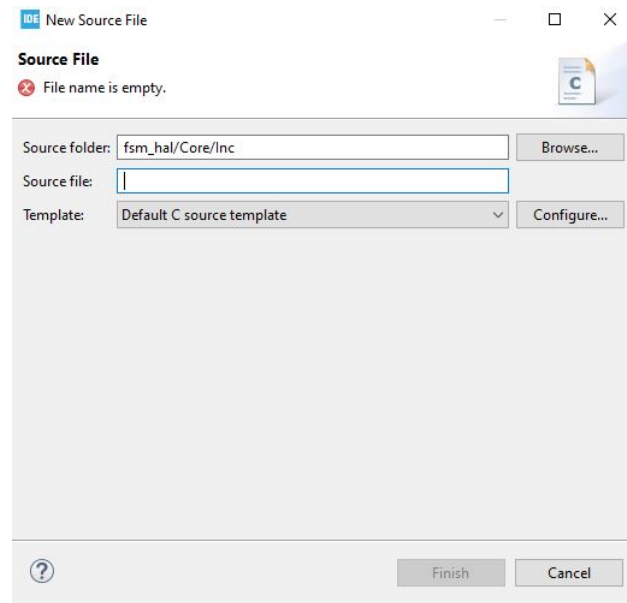 IDE New Source File
Source File
File name is empty.
C
Source folder: fsm_hal/Core/Inc Browse...
Source file:
Template: Default C source template Configure...
? Finish Cancel